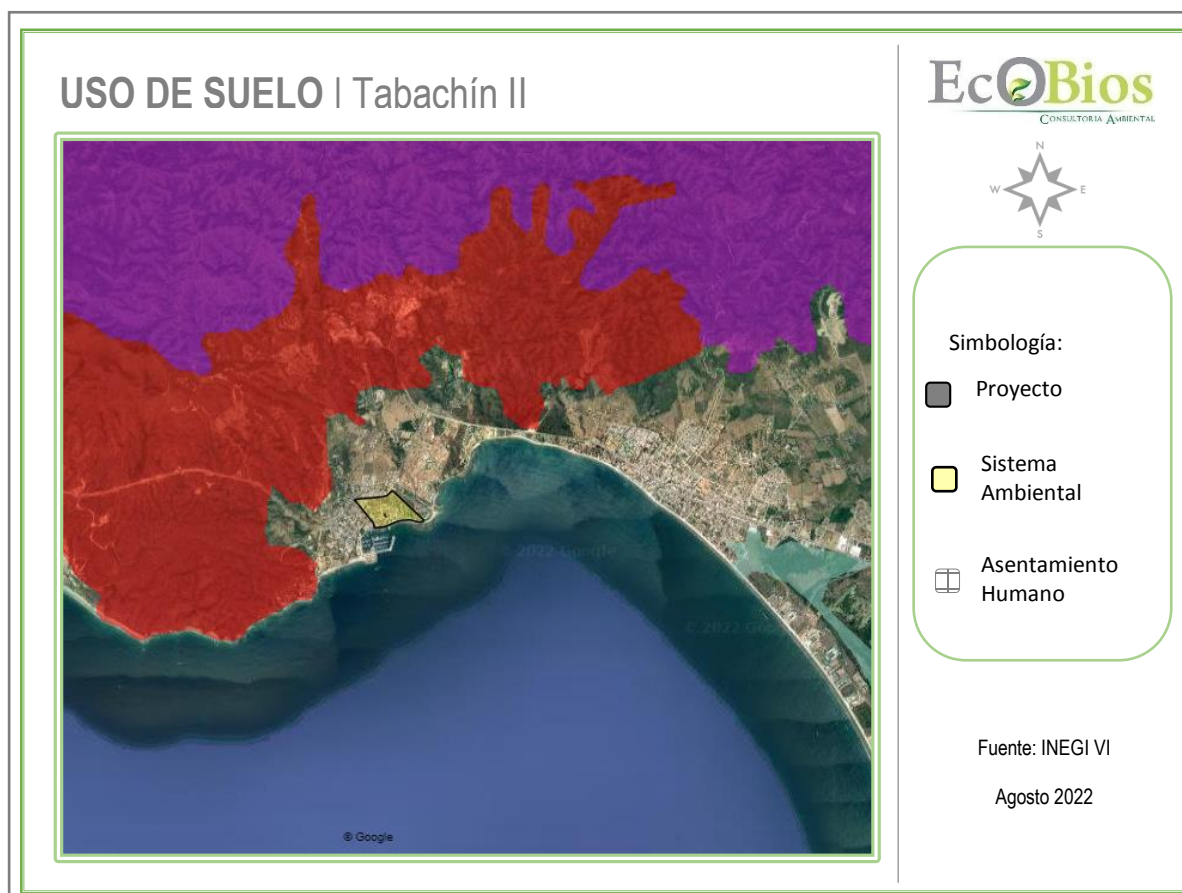 USO DE SUELO | Tabachín II
EcOBios
CONSULTORIA AMBIENTAL
N
W
E
S
Simbología:
Proyecto
Sistema
Ambiental
Asentamiento
Humano
Fuente: INEGI VI
Agosto 2022
© 2022 Google
© 2022 Google
© Google